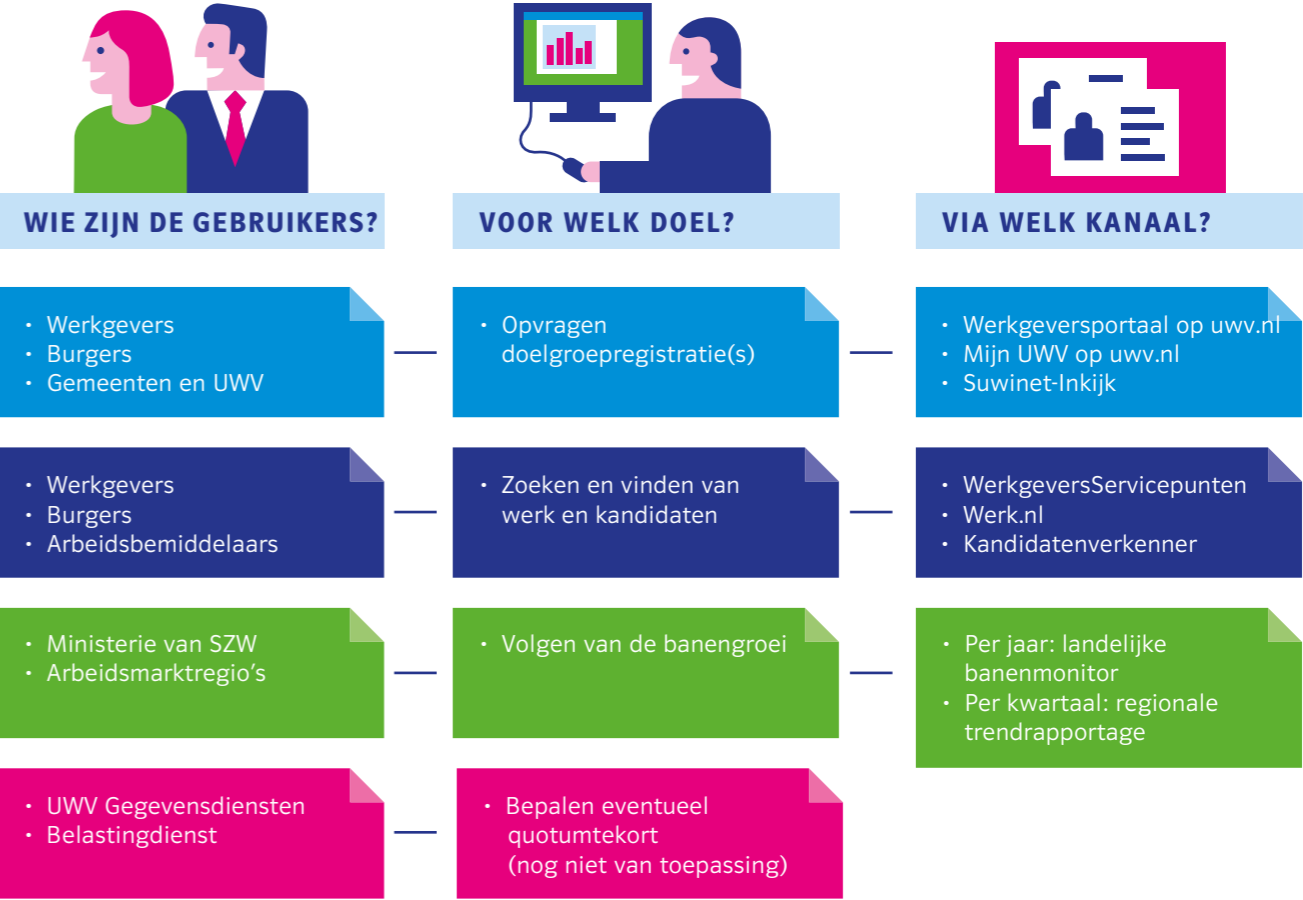 WIE ZIJN DE GEBRUIKERS?
VOOR WELK DOEL?
VIA WELK KANAAL?
• Werkgevers
• Burgers
• Gemeenten en UWV
• Opvragen
doelgroepregistratie(s)
• Werkgeversportaal op uwv.nl
• Mijn UWV op uwv.nl
• Suwinet-Inkijk
• Werkgevers
• Burgers
• Arbeidsbemiddelaars
• Zoeken en vinden van
werk en kandidaten
• WerkgeversServicepunten
• Werk.nl
• Kandidatenverkenner
• Ministerie van SZW
• Arbeidsmarktregio’s
• Volgen van de banengroei
• Per jaar: landelijke
banenmonitor
• Per kwartaal: regionale
trendrapportage
• UWV Gegevensdiensten
• Belastingdienst
• Bepalen eventueel
quotumtekort
(nog niet van toepassing)